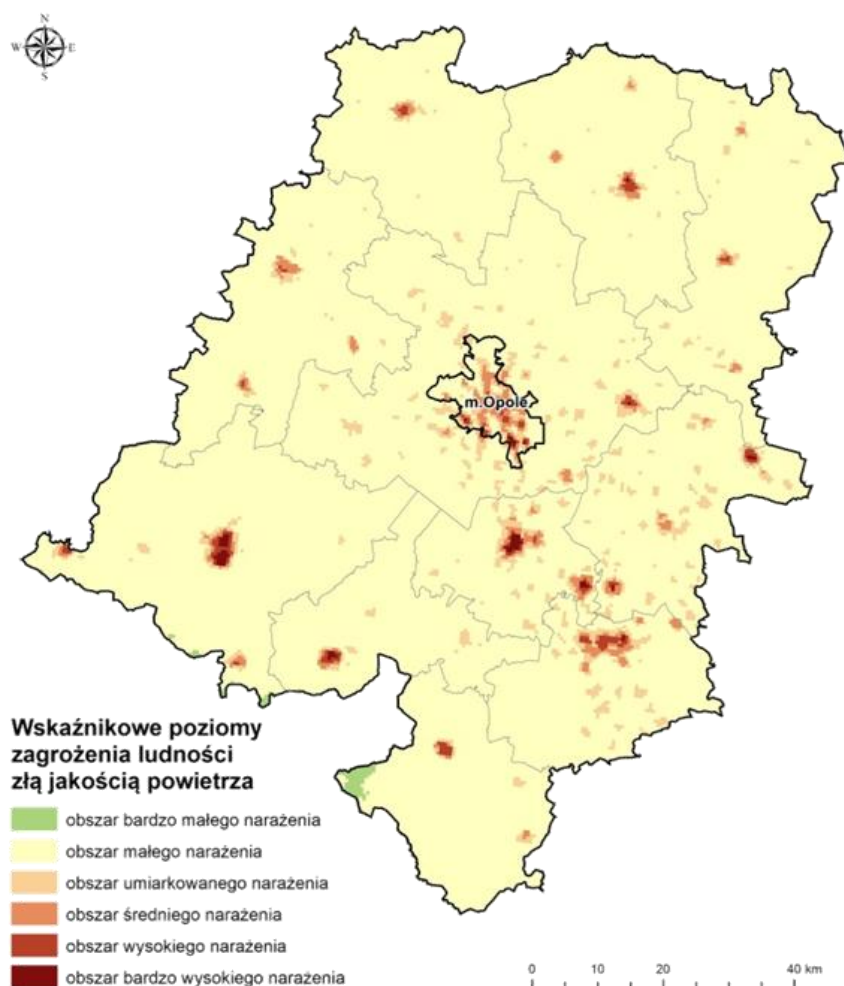 N
W E
S
m.Opole
Wskaźnikowe poziomy
zagrożenia ludności
złą jakością powietrza
obszar bardzo małego narażenia
obszar małego narażenia
obszar umiarkowanego narażenia
obszar średniego narażenia
obszar wysokiego narażenia
obszar bardzo wysokiego narażenia
0 10 20 40 km